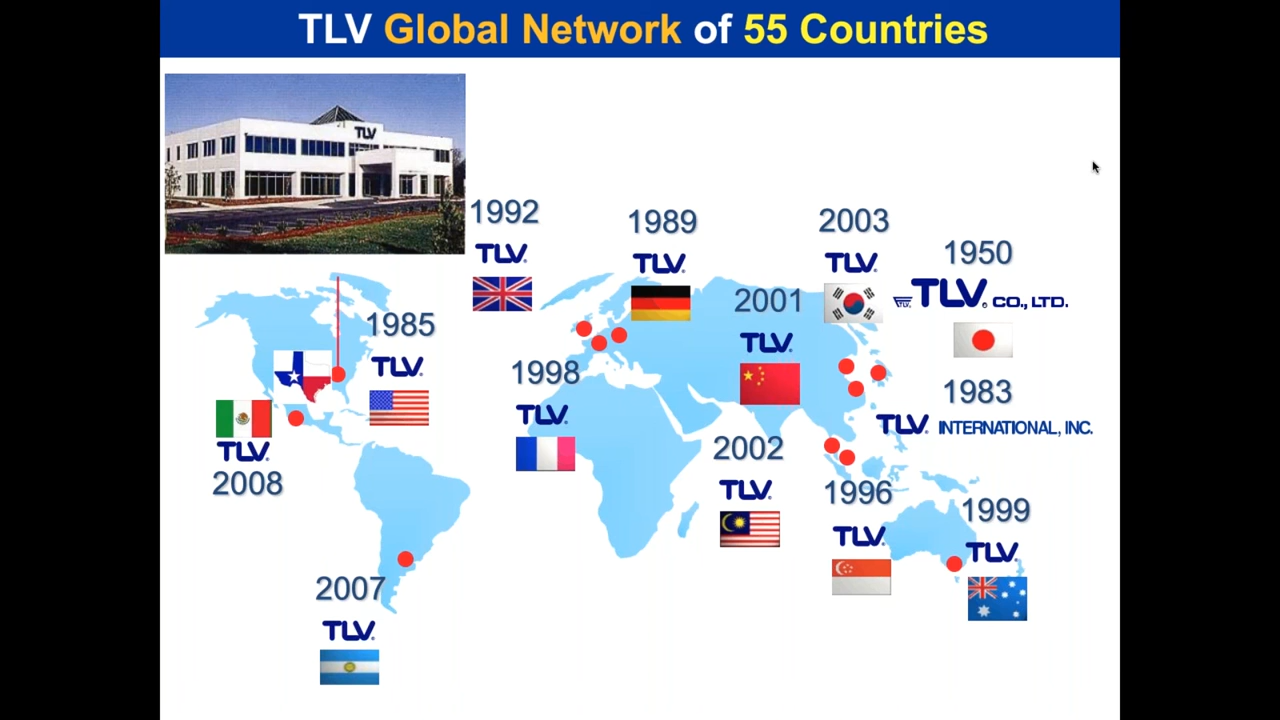 TLV Global Network of 55 Countries
TLV
1992
TLV®
1989
TLV®
2003
TLV®
1950
TLV® CO., LTD.
2001
TLV®
1985
TLV®
1998
TLV®
1983
TLV® INTERNATIONAL, INC.
TLV®
2008
2002
TLV®
1996
TLV®
1999
TLV®
2007
TLV®